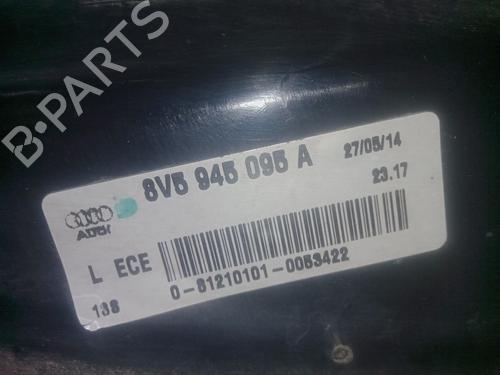 B-PARTS
8V5 945 095 A
27/05/14
23.17
Audi
L ECE
0-81210101-0053422
138